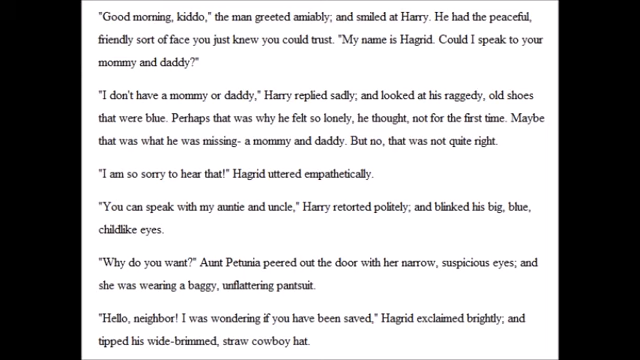 "Good morning, kiddo," the man greeted amiably; and smiled at Harry. He had the peaceful,
friendly sort of face you just knew you could trust. "My name is Hagrid. Could I speak to your
mommy and daddy?"
"I don't have a mommy or daddy," Harry replied sadly; and looked at his raggedy, old shoes
that were blue. Perhaps that was why he felt so lonely, he thought, not for the first time. Maybe
that was what he was missing- a mommy and daddy. But no, that was not quite right.
"I am so sorry to hear that!" Hagrid uttered empathetically.
"You can speak with my auntie and uncle," Harry retorted politely; and blinked his big, blue,
childlike eyes.
"Why do you want?" Aunt Petunia peered out the door with her narrow, suspicious eyes; and
she was wearing a baggy, unflattering pantsuit.
"Hello, neighbor! I was wondering if you have been saved," Hagrid exclaimed brightly; and
tipped his wide-brimmed, straw cowboy hat.